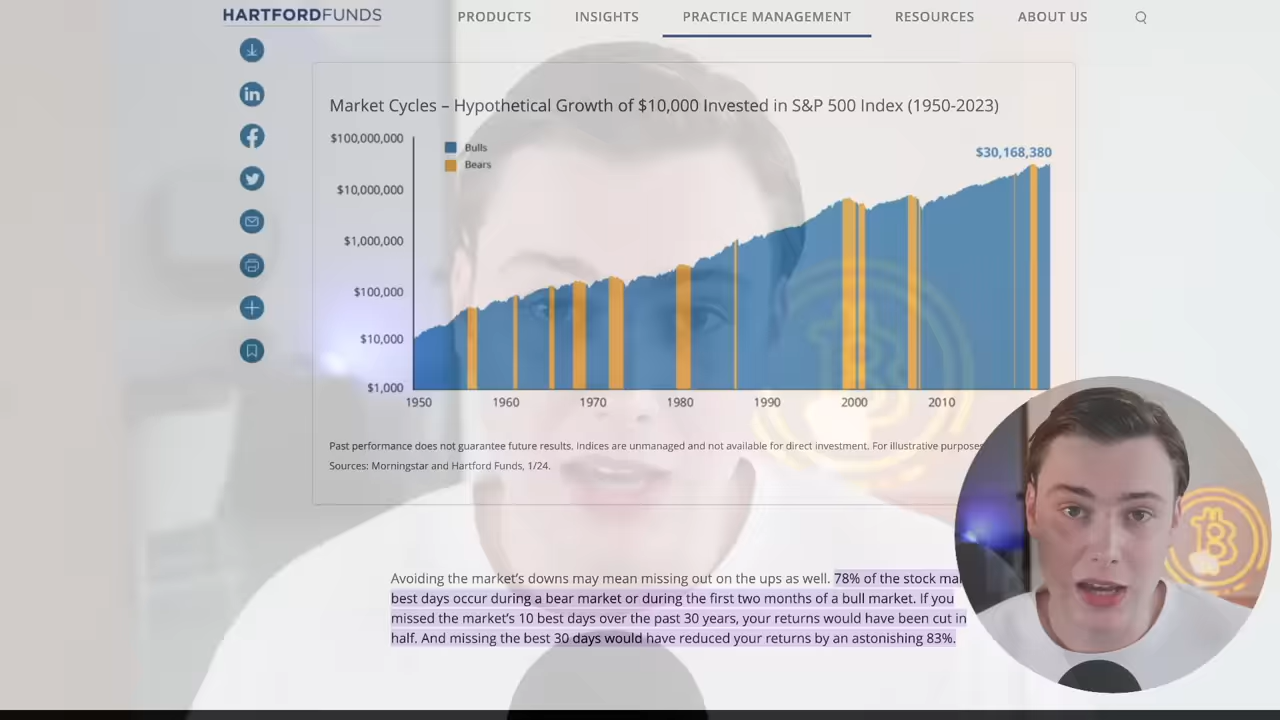 HARTFORDFUNDS
PRODUCTS INSIGHTS PRACTICE MANAGEMENT RESOURCES ABOUT US
Market Cycles – Hypothetical Growth of $10,000 Invested in S&P 500 Index (1950-2023)
$100,000,000
Bulls
Bears
$30,168,380
$10,000,000
$1,000,000
$100,000
$10,000
$1,000
1950 1960 1970 1980 1990 2000 2010
Past performance does not guarantee future results. Indices are unmanaged and not available for direct investment. For illustrative purposes
Sources: Morningstar and Hartford Funds, 1/24.
Avoiding the market's downs may mean missing out on the ups as well. 78% of the stock
best days occur during a bear market or during the first two months of a bull market. If you
missed the market's 10 best days over the past 30 years, your returns would have been cut in
half. And missing the best 30 days would have reduced your returns by an astonishing 83%.